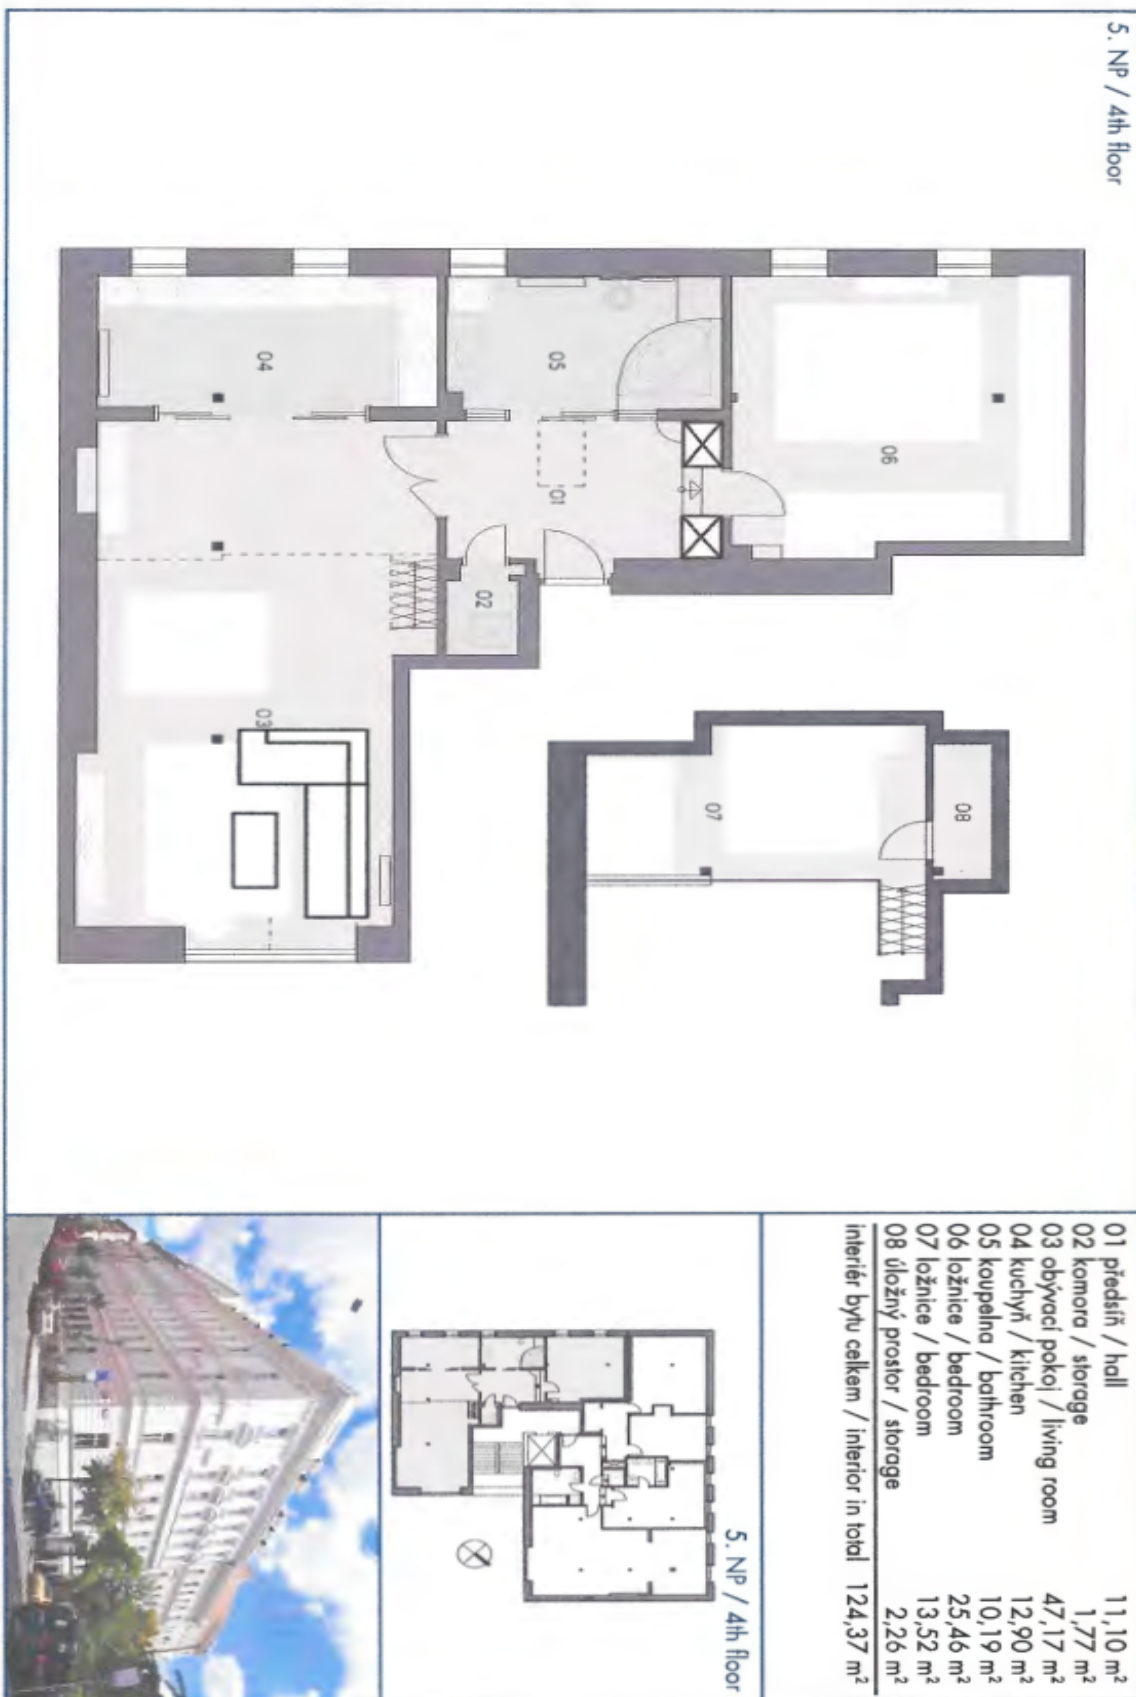 5. NP / 4th floor
06
05
04
01
02
03
08
07
01 předsíň / hall 11,10 m²
02 komora / storage 1,77 m²
03 obývací pokoj / living room 47,17 m²
04 kuchyň / kitchen 12,90 m²
05 koupelna / bathroom 10,19 m²
06 ložnice / bedroom 25,46 m²
07 ložnice / bedroom 13,52 m²
08 úložný prostor / storage 2,26 m²
interiér bytu celkem / interior in total 124,37 m²
5. NP / 4th floor